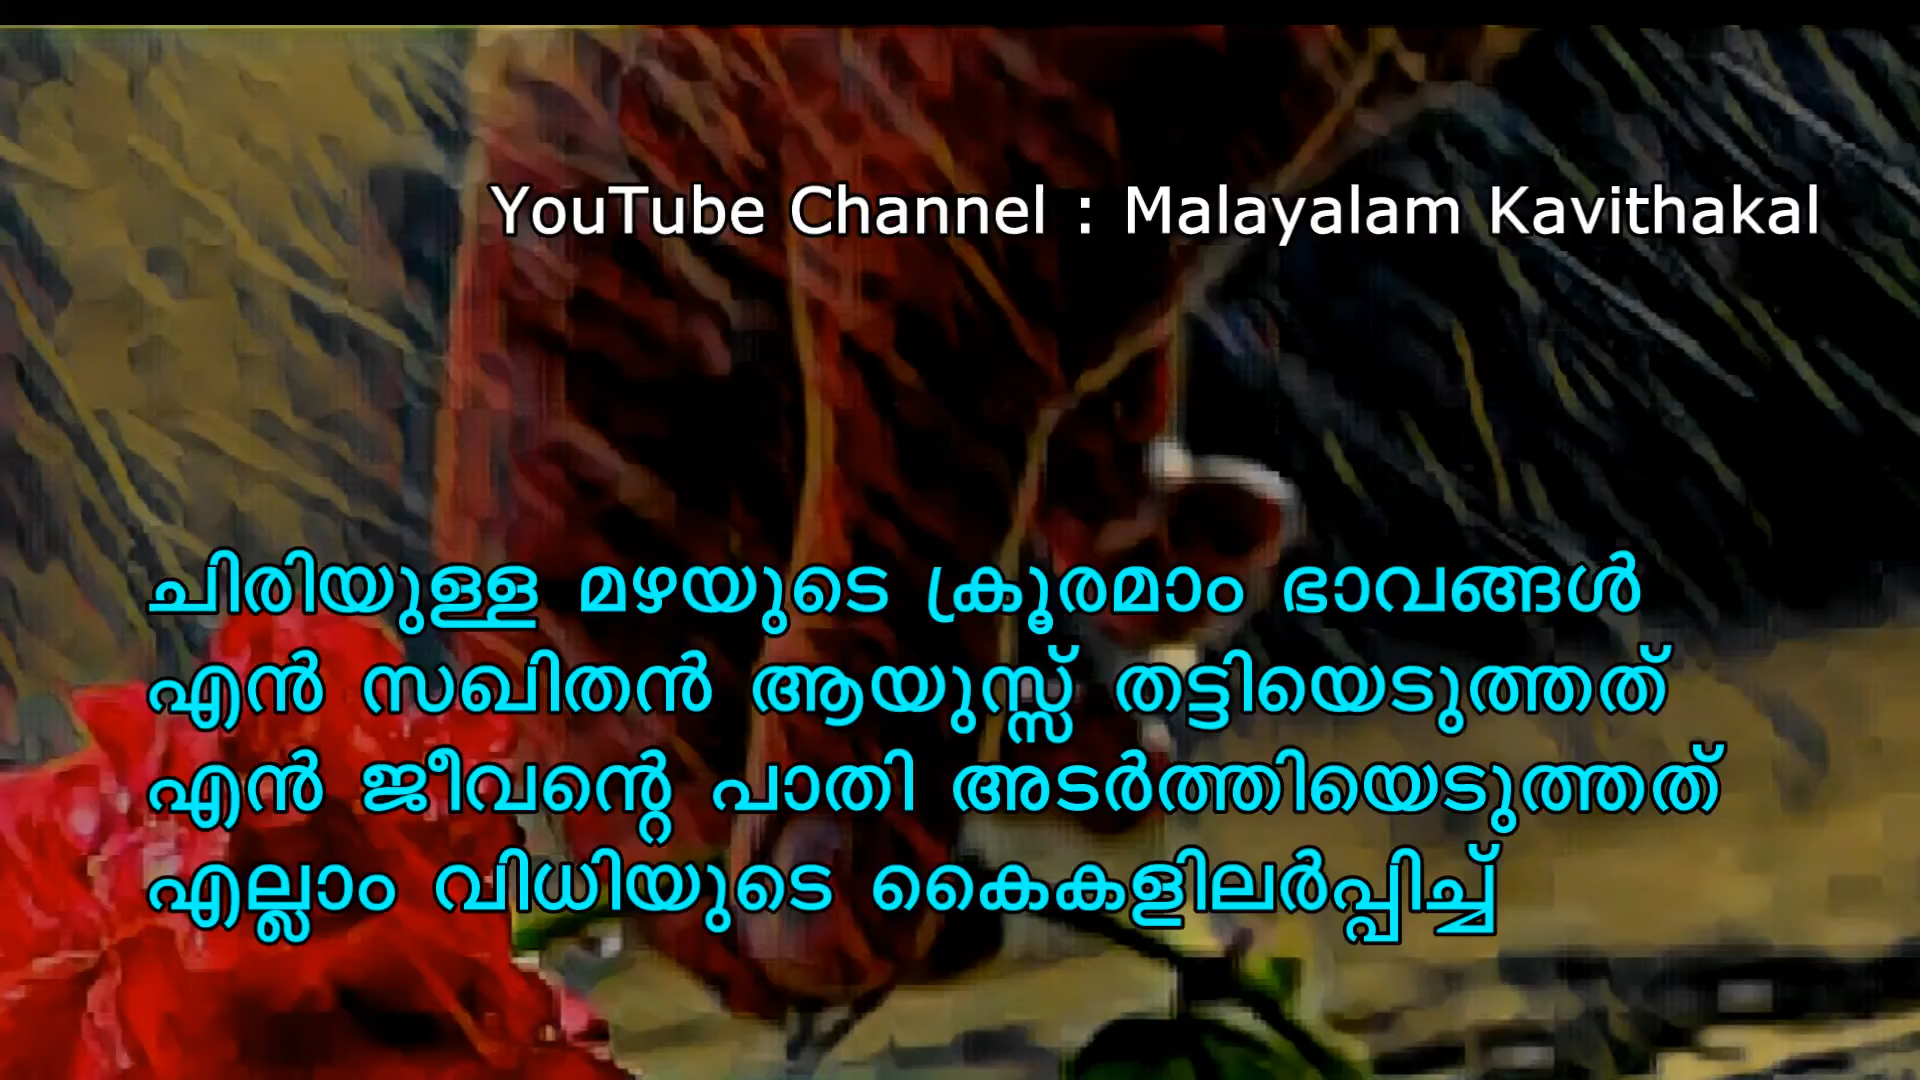 YouTube Channel : Malayalam Kavithakal
ചിരിയുള്ള മഴയുടെ ക്രൂരമാം ഭാവങ്ങൾ
എൻ സഖിതൻ ആയുസ്സ് തട്ടിയെടുത്തത്
എൻ ജീവന്റെ പാതി അടർത്തിയെടുത്തത്
എല്ലാം വിധിയുടെ കൈകളിലർപ്പിച്ച്